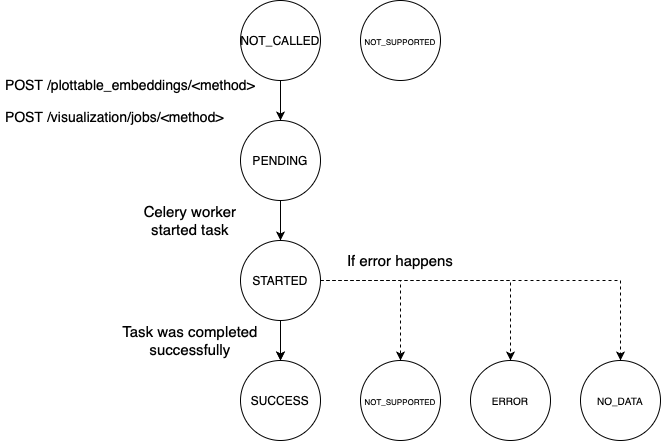 NOT_CALLED
NOT_SUPPORTED
POST /plottable_embeddings/<method>
POST /visualization/jobs/<method>
PENDING
Celery worker
started task
STARTED
If error happens
Task was completed
successfully
SUCCESS
NOT_SUPPORTED
ERROR
NO_DATA